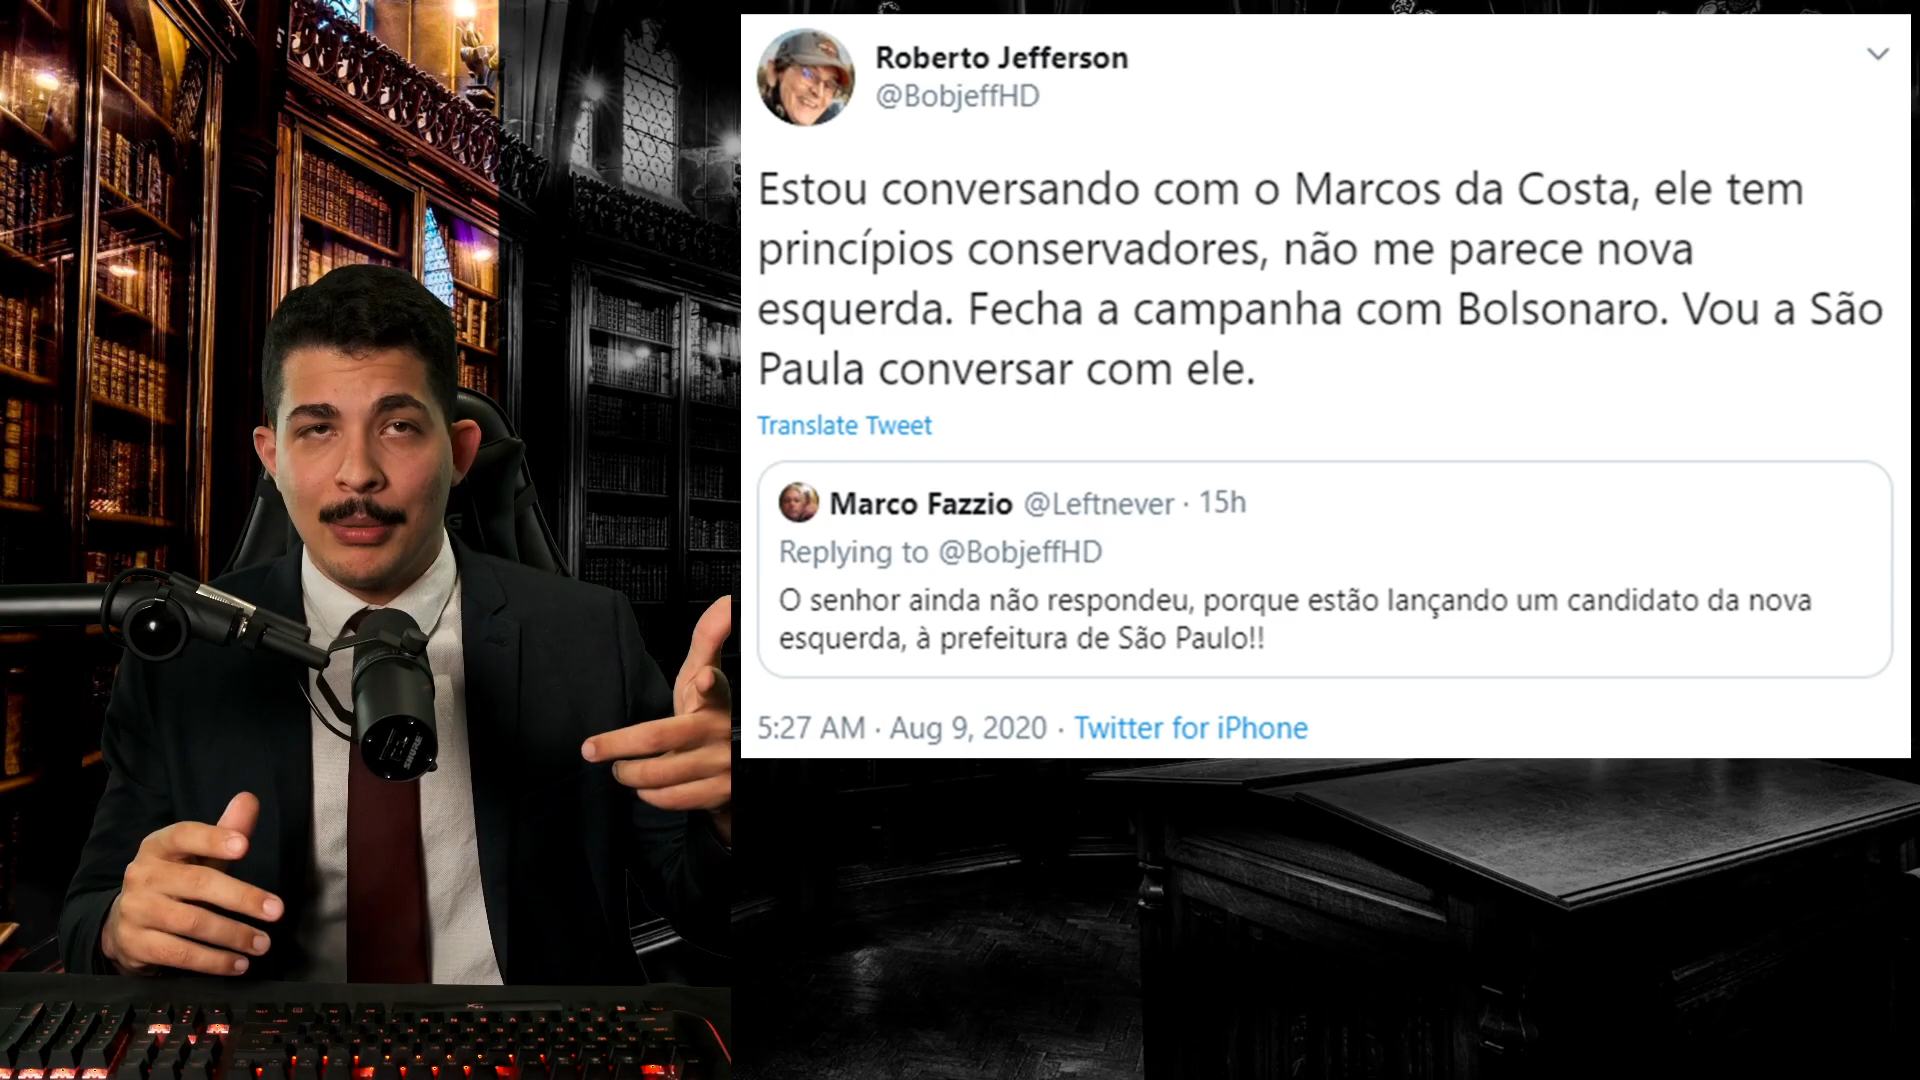 Roberto Jefferson
@BobjeffHD
Estou conversando com o Marcos da Costa, ele tem
princípios conservadores, não me parece nova
esquerda. Fecha a campanha com Bolsonaro. Vou a São
Paula conversar com ele.
Translate Tweet
Marco Fazzio @Leftnever · 15h
Replying to @BobjeffHD
O senhor ainda não respondeu, porque estão lançando um candidato da nova
esquerda, à prefeitura de São Paulo!!
5:27 AM · Aug 9, 2020 · Twitter for iPhone
SHURE